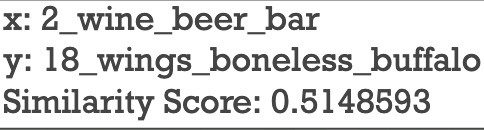 x: 2_wine_beer_bar
y: 18_wings_boneless_buffalo
Similarity Score: 0.5148593